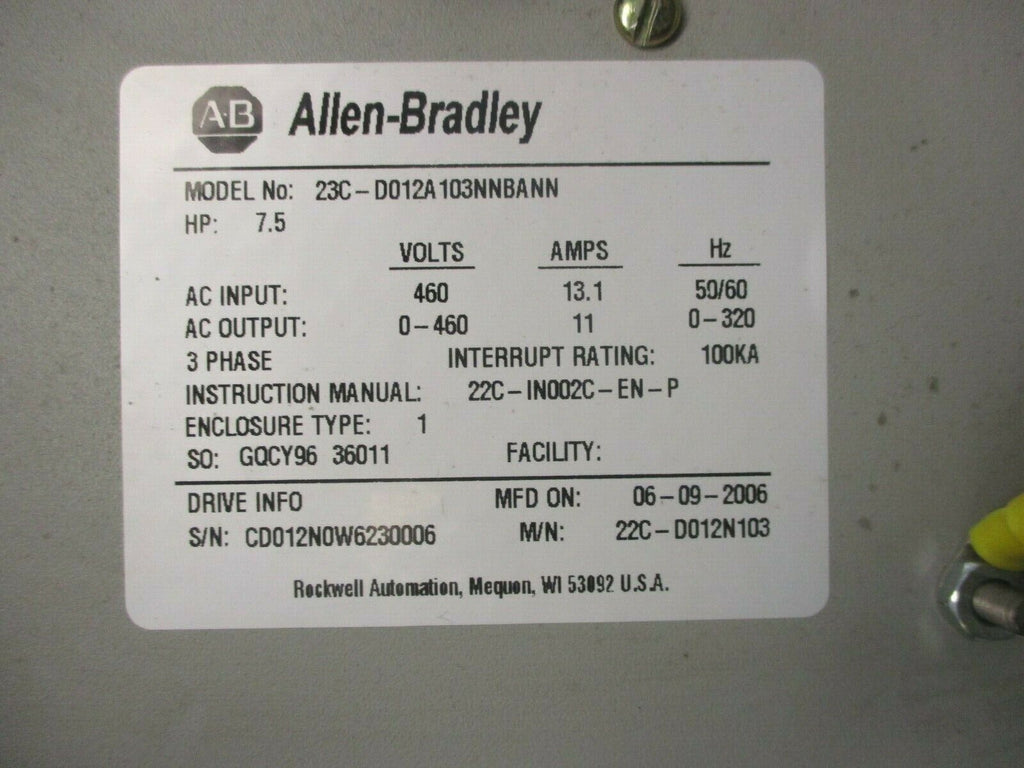 AB Allen-Bradley
MODEL No: 23C-D012A103NNBANN
HP: 7.5
VOLTS AMPS Hz
AC INPUT: 460 13.1 50/60
AC OUTPUT: 0-460 11 0-320
3 PHASE INTERRUPT RATING: 100KA
INSTRUCTION MANUAL: 22C-IN002C-EN-P
ENCLOSURE TYPE: 1
SO: GQCY96 36011 FACILITY:
DRIVE INFO MFD ON: 06-09-2006
S/N: CD012N0W6230006 M/N: 22C-D012N103
Rockwell Automation, Mequon, WI 53092 U.S.A.